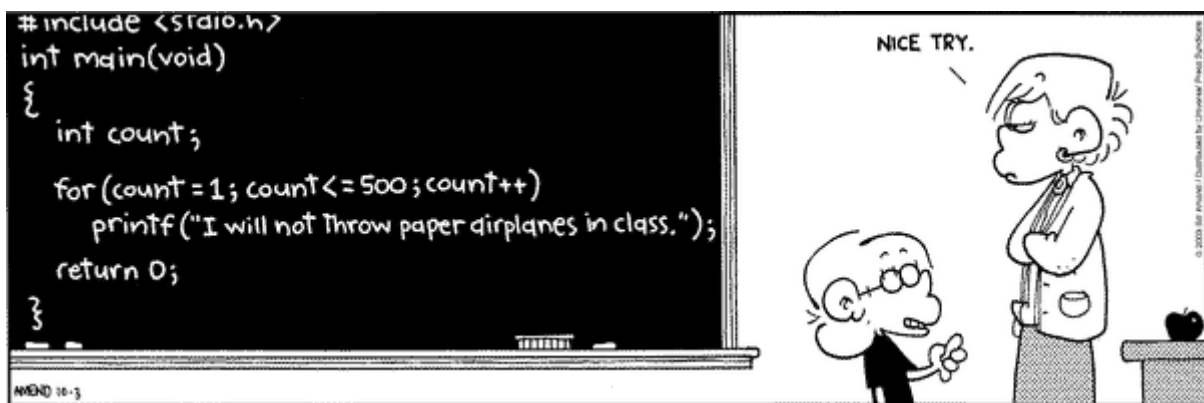 #include <stdio.h>
int main(void)
{
int count;
for (count = 1; count <= 500; count++)
printf ("I will not Throw paper airplanes in class.");
return 0;
}
AMEND 10-3
NICE TRY.